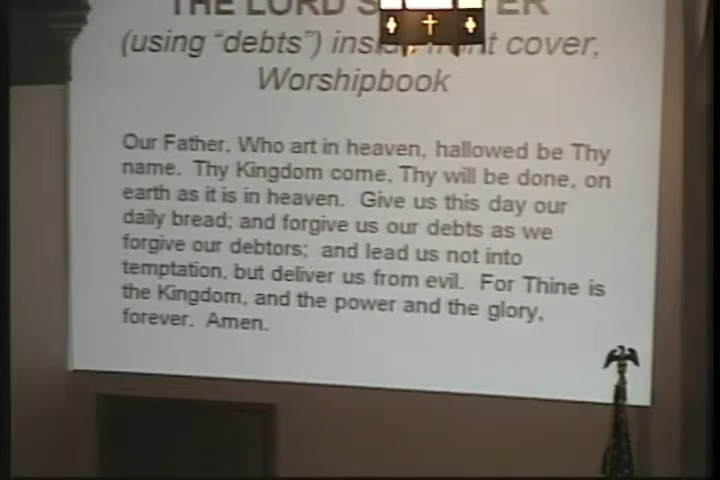 THE LORD S ER
(using "debts") inside front cover,
Worshipbook
Our Father, Who art in heaven, hallowed be Thy
name. Thy Kingdom come, Thy will be done, on
earth as it is in heaven. Give us this day our
daily bread; and forgive us our debts as we
forgive our debtors; and lead us not into
temptation, but deliver us from evil. For Thine is
the Kingdom, and the power and the glory,
forever. Amen.